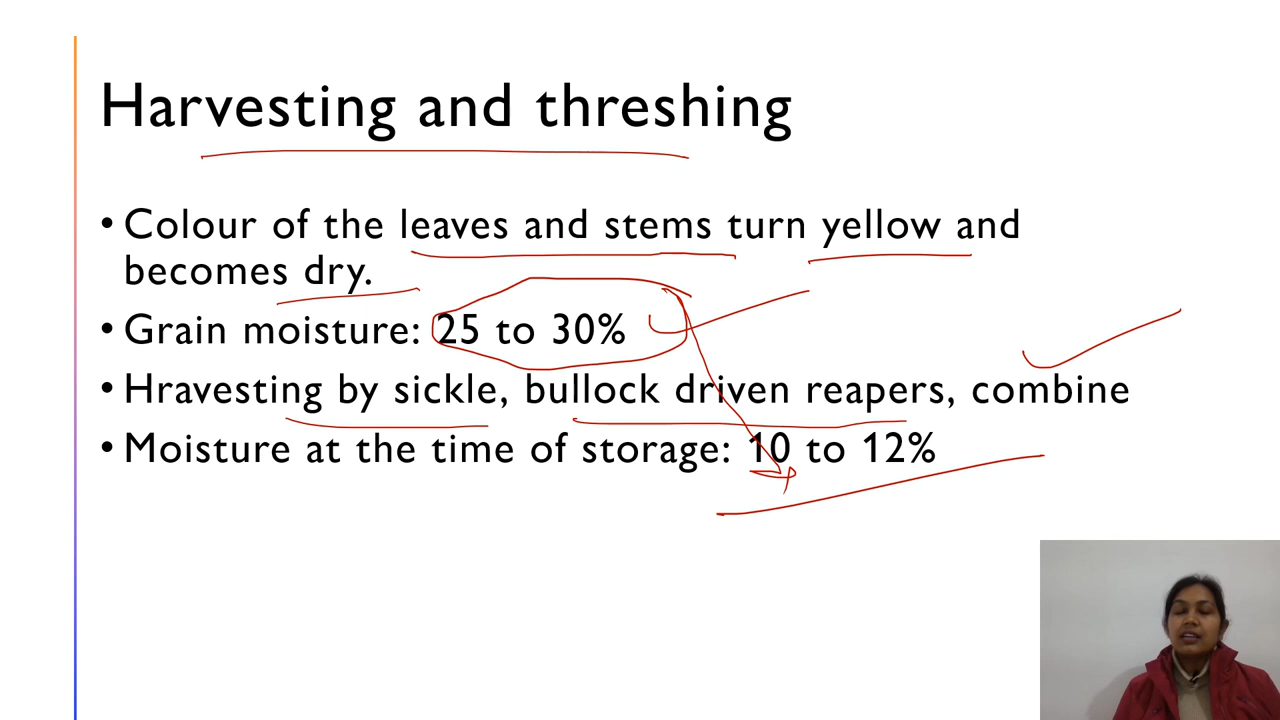 Harvesting and threshing
• Colour of the leaves and stems turn yellow and
becomes dry.
• Grain moisture: 25 to 30%
• Hravesting by sickle, bullock driven reapers, combine
• Moisture at the time of storage: 10 to 12%